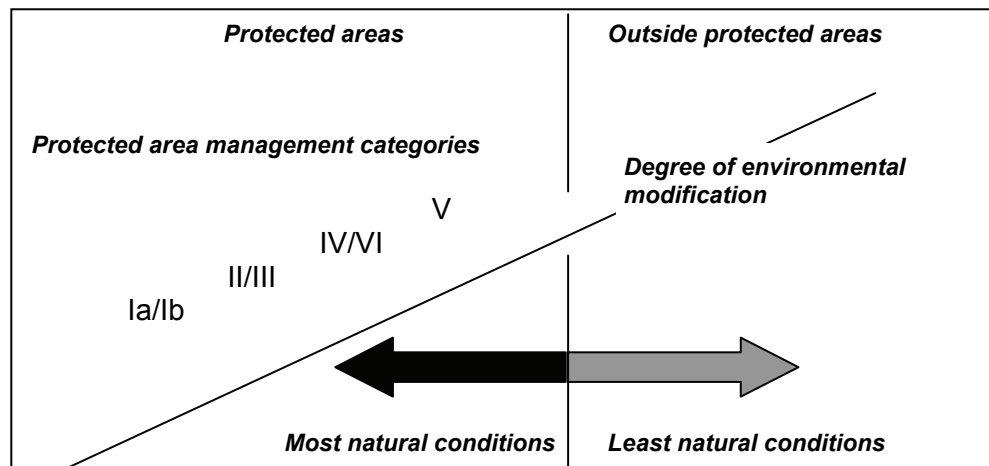 Protected areas
Outside protected areas
Protected area management categories
Degree of environmental
modification
V
IV/VI
II/III
Ia/Ib
Most natural conditions
Least natural conditions